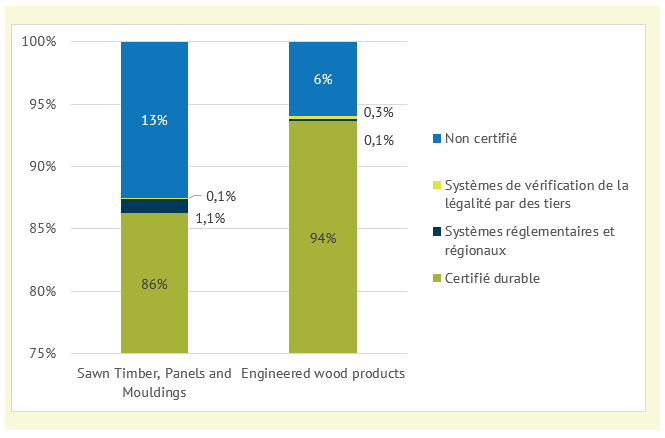 100%
95%
90%
85%
80%
75%
13%
0,1%
1,1%
86%
6%
0,3%
0,1%
94%
Sawn Timber, Panels and
Mouldings
Engineered wood products
Non certifié
Systèmes de vérification de la
légalité par des tiers
Systèmes réglementaires et
régionaux
Certifié durable